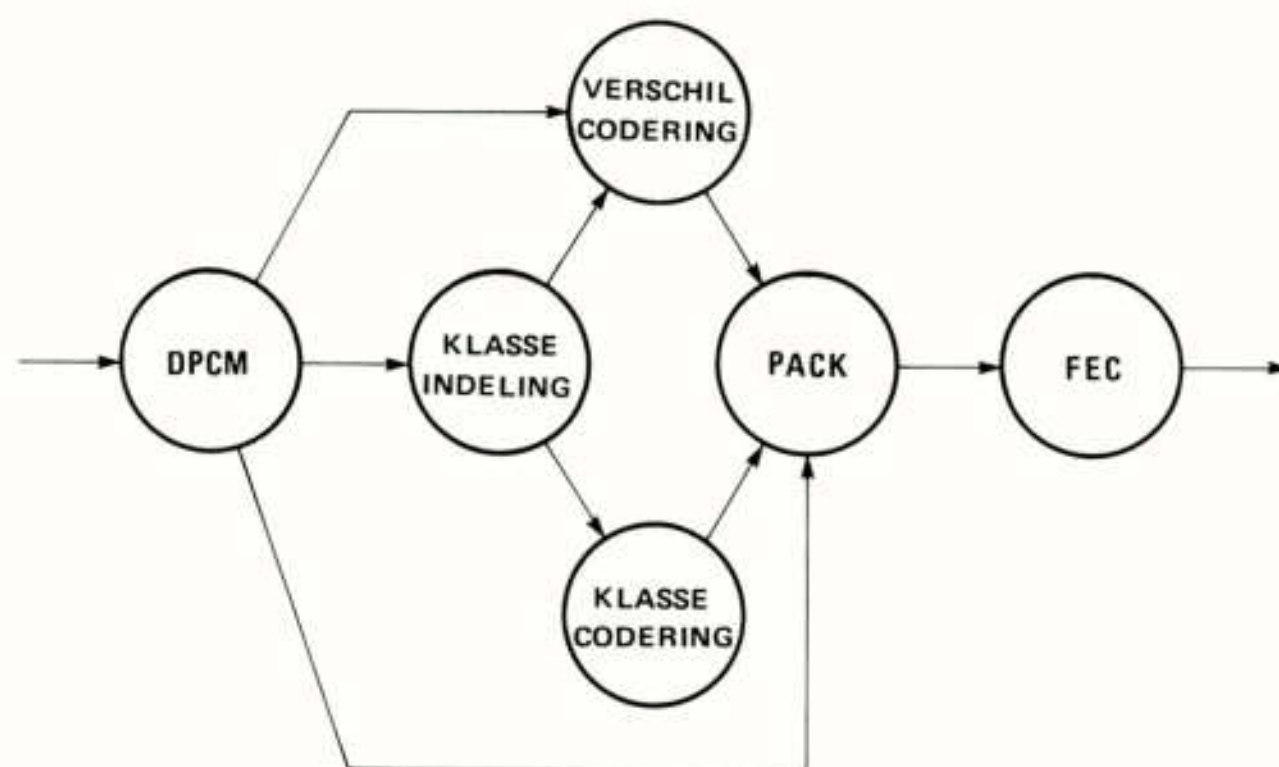 VERSCHIL
CODERING
DPCM
KLASSE
INDELING
PACK
FEC
KLASSE
CODERING